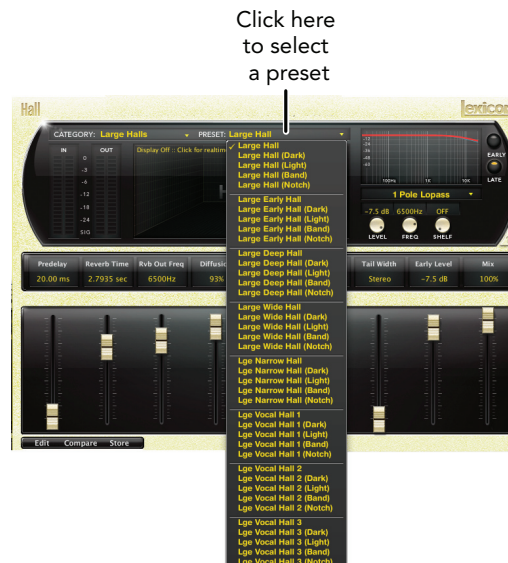 Click here
to select
a preset
Hall
lexicon
CATEGORY: Large Halls PRESET: Large Hall
IN OUT Display Off :: Click for realtim
0
-3
-6
-12
-18
-24
SIG
✓ Large Hall
Large Hall (Dark)
Large Hall (Light)
Large Hall (Band)
Large Hall (Notch)
Large Early Hall
Large Early Hall (Dark)
Large Early Hall (Light)
Large Early Hall (Band)
Large Early Hall (Notch)
Large Deep Hall
Large Deep Hall (Dark)
Large Deep Hall (Light)
Large Deep Hall (Band)
Large Deep Hall (Notch)
Large Wide Hall
Large Wide Hall (Dark)
Large Wide Hall (Light)
Large Wide Hall (Band)
Large Wide Hall (Notch)
Lge Narrow Hall
Lge Narrow Hall (Dark)
Lge Narrow Hall (Light)
Lge Narrow Hall (Band)
Lge Narrow Hall (Notch)
Lge Vocal Hall 1
Lge Vocal Hall 1 (Dark)
Lge Vocal Hall 1 (Light)
Lge Vocal Hall 1 (Band)
Lge Vocal Hall 1 (Notch)
Lge Vocal Hall 2
Lge Vocal Hall 2 (Dark)
Lge Vocal Hall 2 (Light)
Lge Vocal Hall 2 (Band)
Lge Vocal Hall 2 (Notch)
Lge Vocal Hall 3
Lge Vocal Hall 3 (Dark)
Lge Vocal Hall 3 (Light)
Lge Vocal Hall 3 (Band)
Lge Vocal Hall 3 (Notch)
-12
-24
-36
-48
-60
100Hz 1K 10K
EARLY
LATE
1 Pole Lopass
-7.5 dB 6500Hz OFF
LEVEL FREQ SHELF
Predelay Reverb Time Rvb Out Freq Diffusio Tail Width Early Level Mix
20.00 ms 2.7935 sec 6500Hz 93% Stereo -7.5 dB 100%
Edit Compare Store